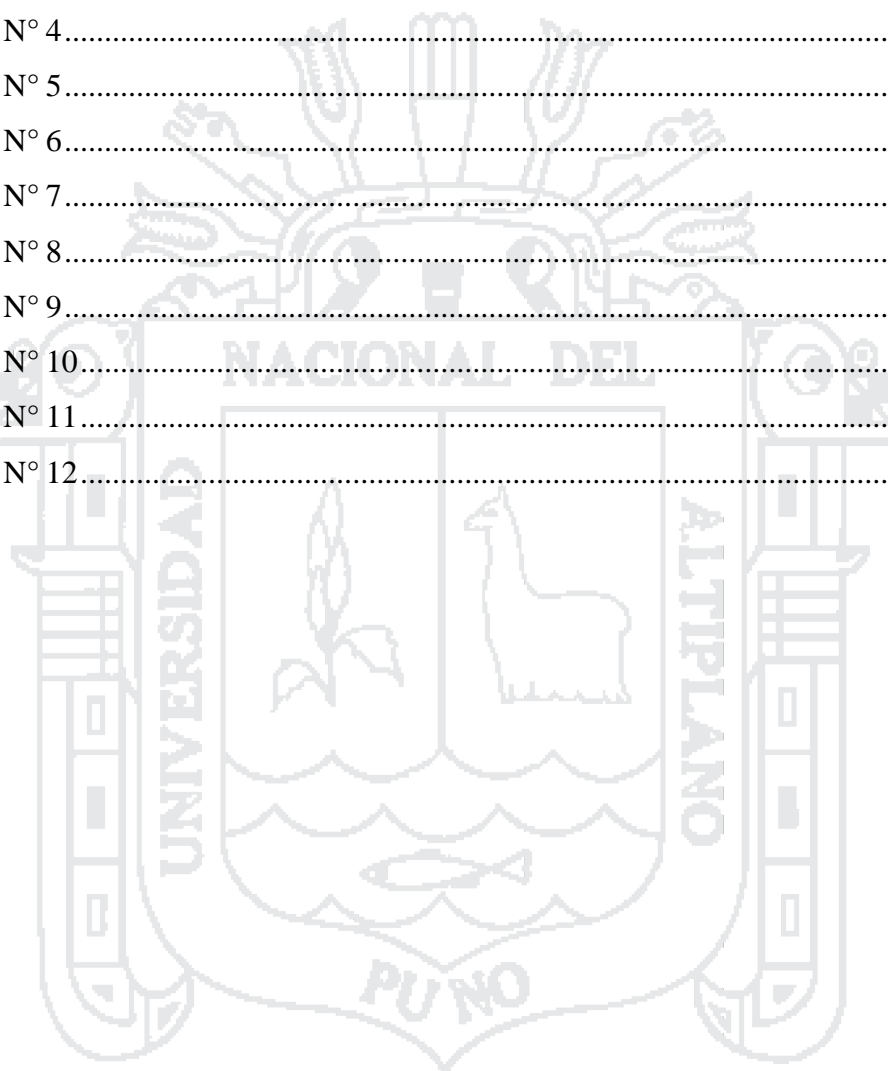 N° 4..........................................................................................
N° 5..........................................................................................
N° 6..........................................................................................
N° 7..........................................................................................
N° 8..........................................................................................
N° 9..........................................................................................
N° 10........................................................................................
N° 11........................................................................................
N° 12........................................................................................
NACIONAL DEL
UNIVERSIDAD
ALTIPLANO
PUNO